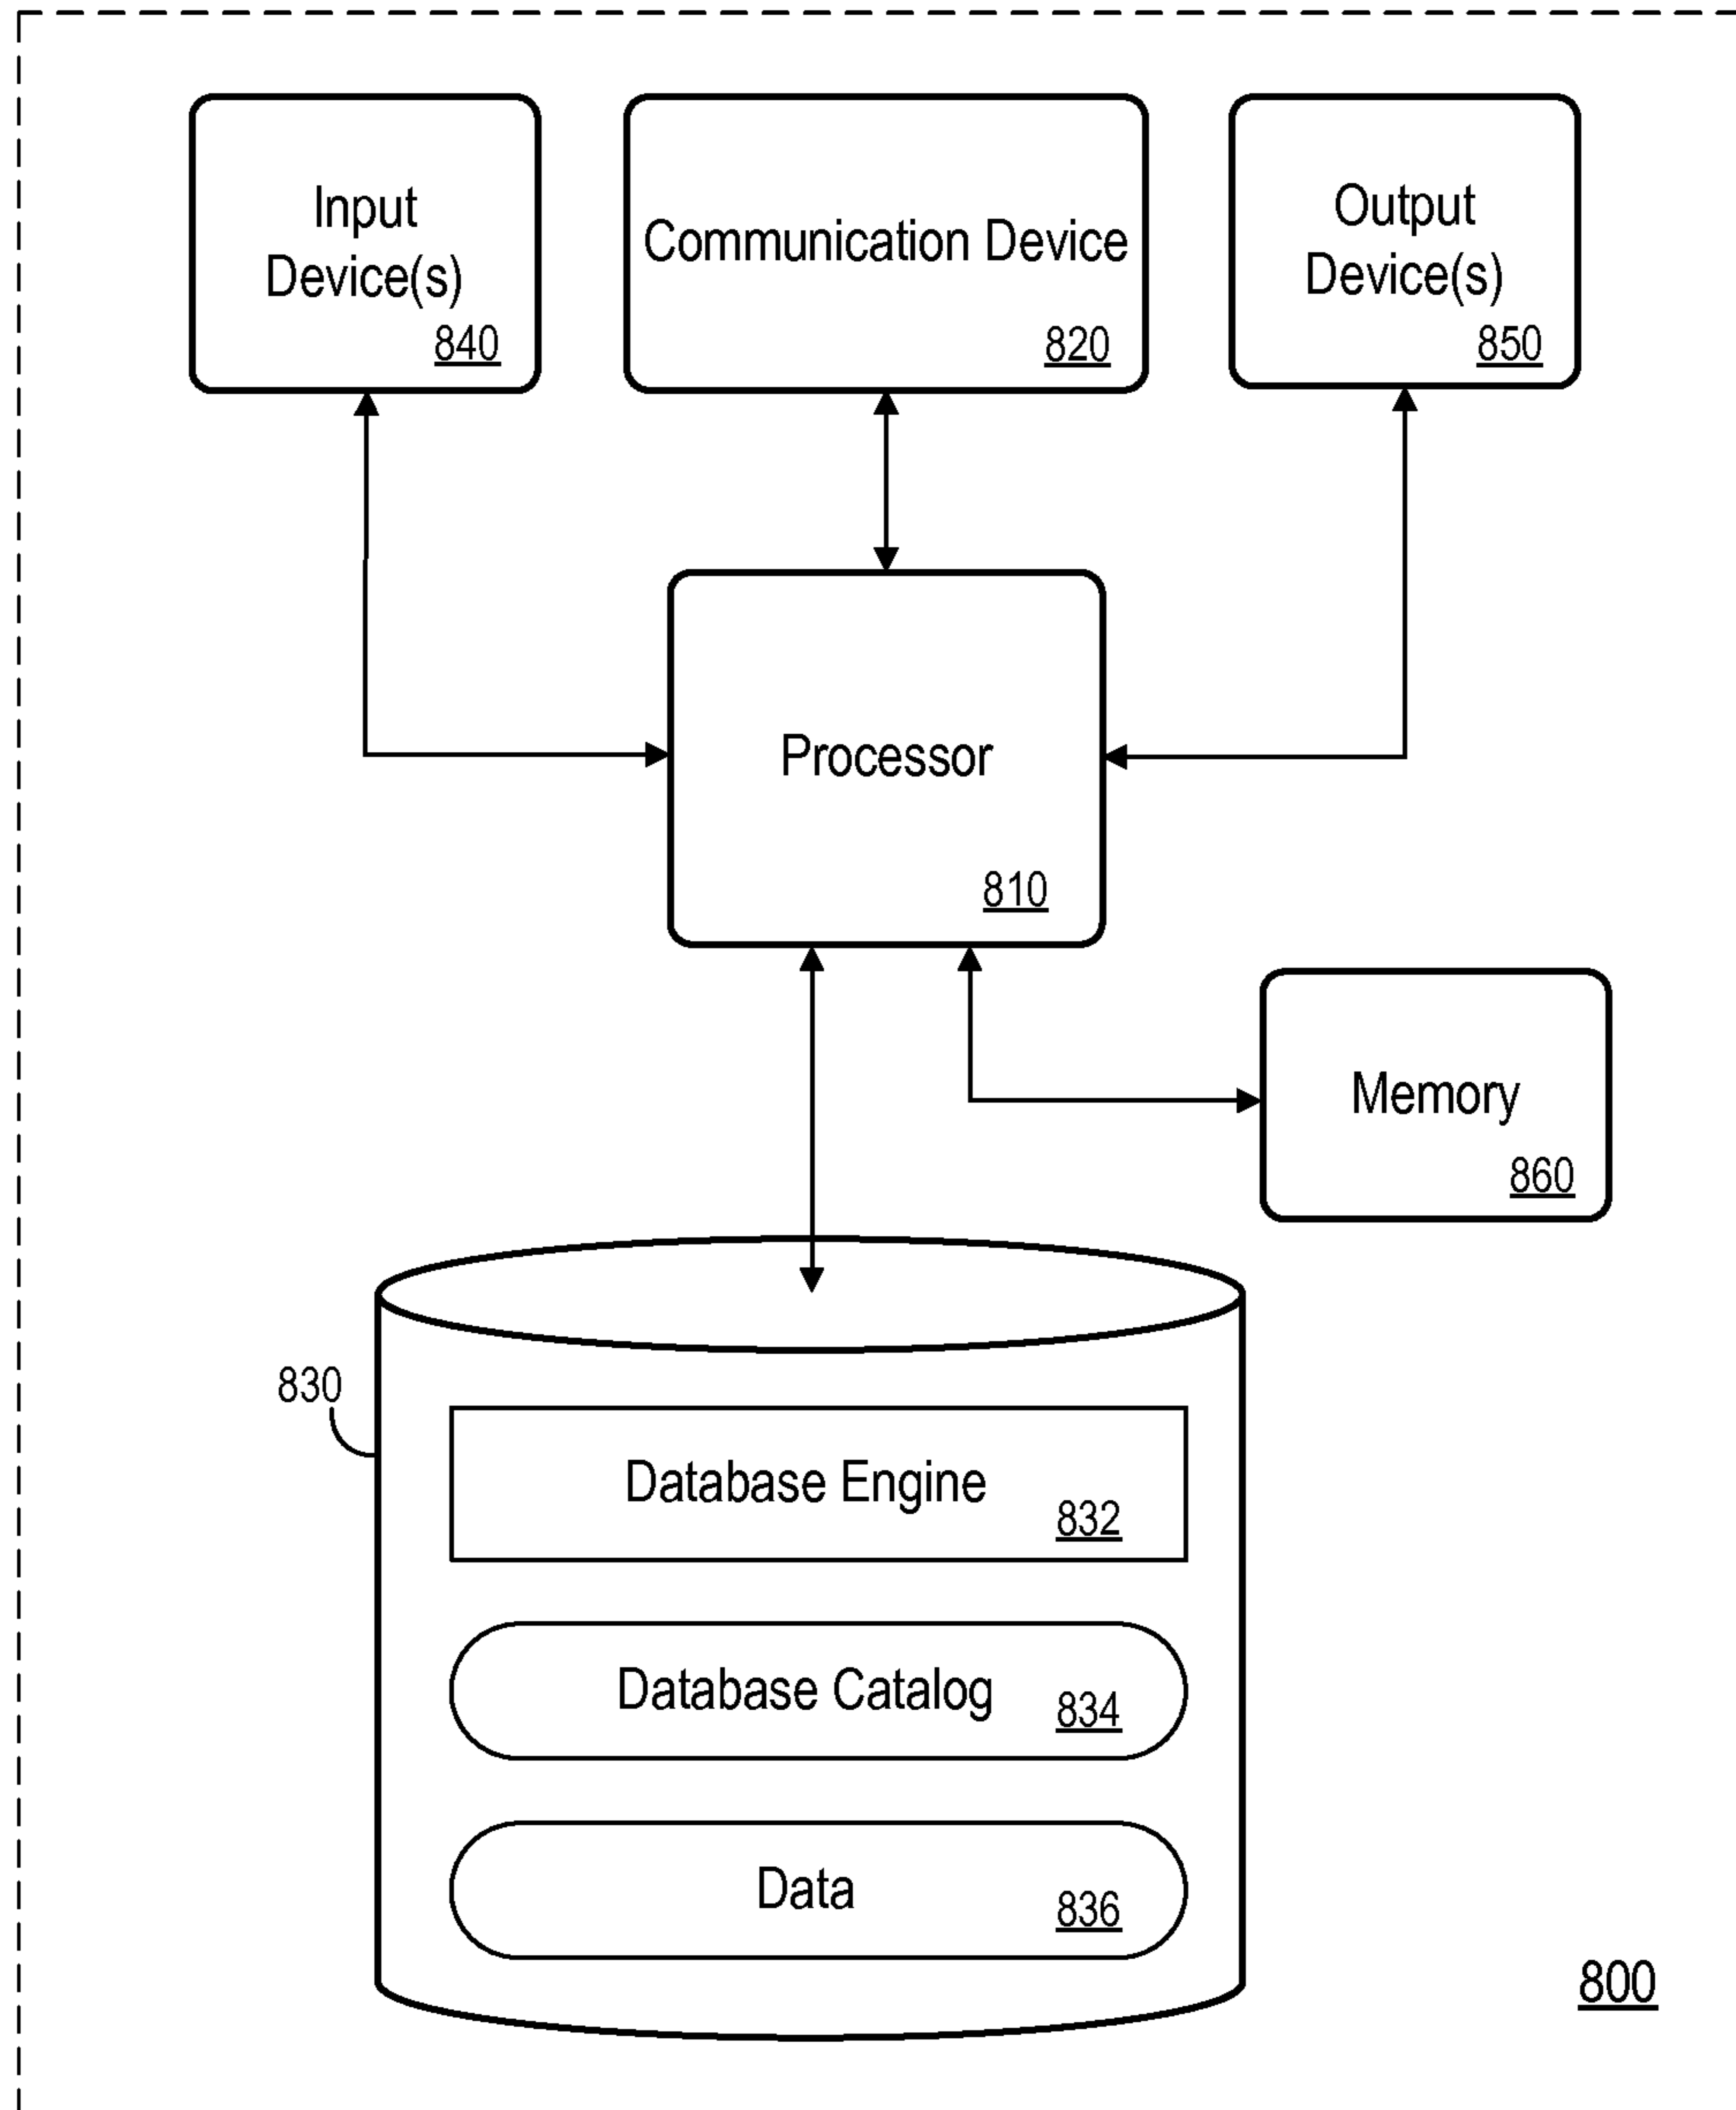 Input
Device(s)
840
Communication Device
820
Output
Device(s)
850
Processor
810
Memory
860
830
Database Engine
832
Database Catalog
834
Data
836
800